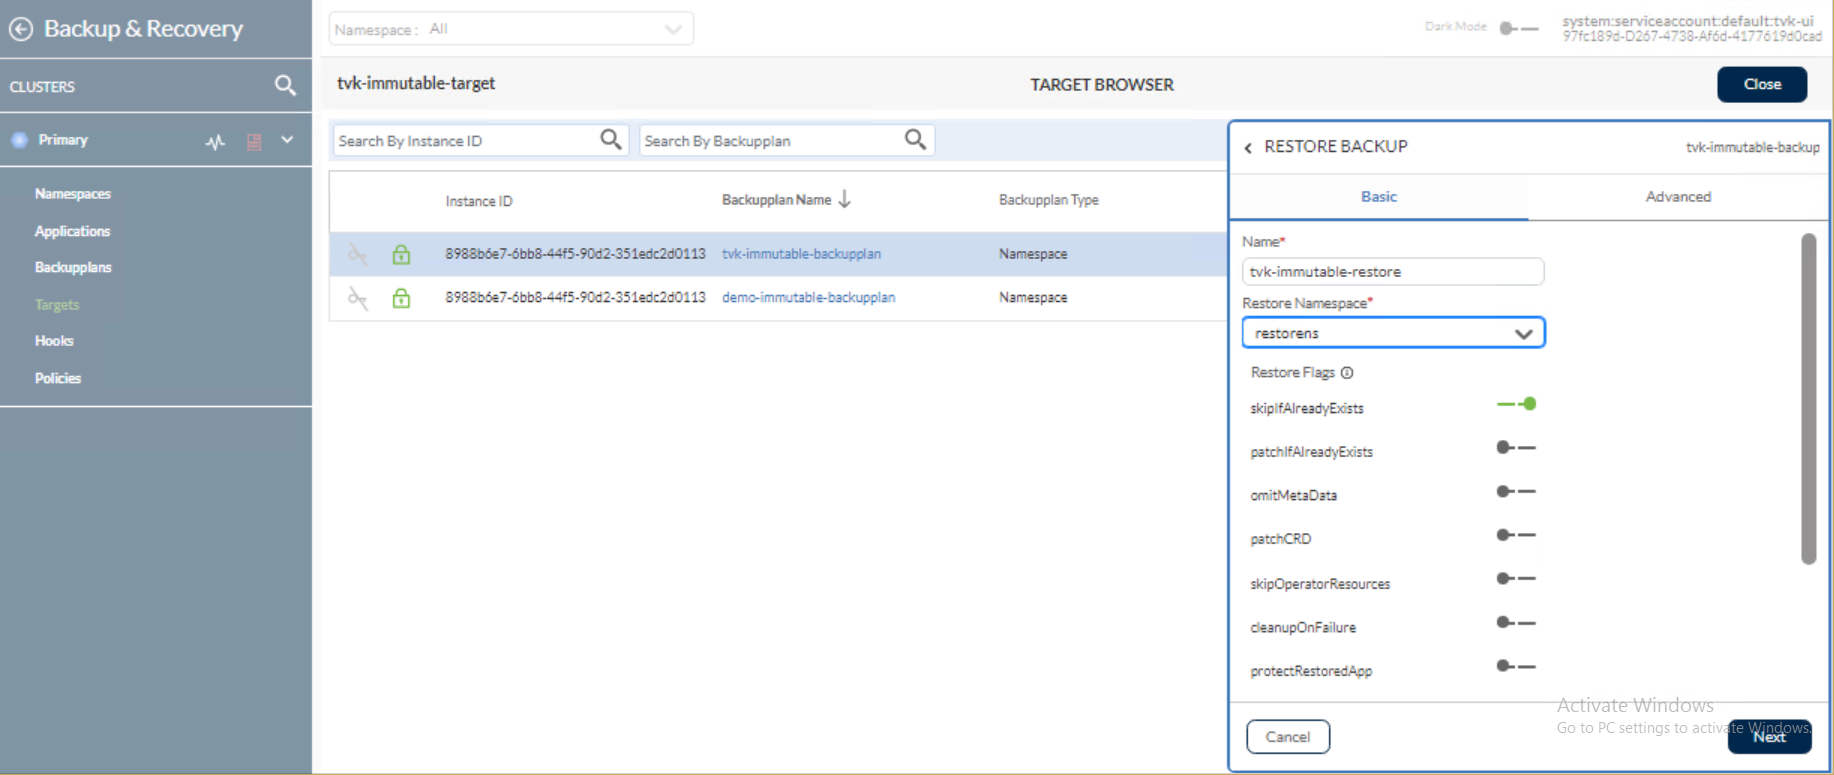 Backup & Recovery
Namespace : All
Dark Mode
system:serviceaccount:default:tvk-ui
97fc189d-D267-4738-Af6d-4177619d0cad
CLUSTERS
tvk-immutable-target
TARGET BROWSER
Close
Primary
Search By Instance ID
Search By Backupplan
RESTORE BACKUP
tvk-immutable-backup
Namespaces
Applications
Backupplans
Targets
Hooks
Policies
Instance ID
Backupplan Name
Backupplan Type
8988b6e7-6bb8-44f5-90d2-351edc2d0113 tvk-immutable-backupplan Namespace
8988b6e7-6bb8-44f5-90d2-351edc2d0113 demo-immutable-backupplan Namespace
Basic
Advanced
Name*
tvk-immutable-restore
Restore Namespace*
restorens
Restore Flags
skipIfAlreadyExists
patchIfAlreadyExists
omitMetaData
patchCRD
skipOperatorResources
cleanupOnFailure
protectRestoredApp
Activate Windows
Go to PC settings to activate Windows.
Cancel
Next